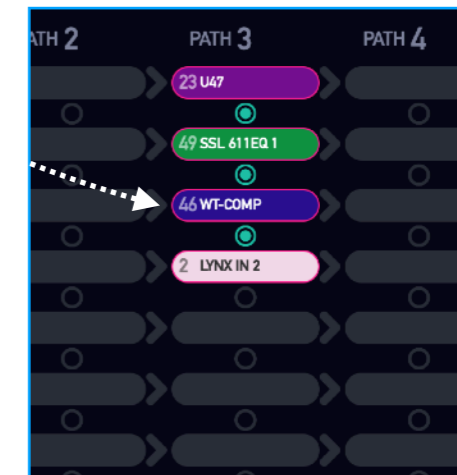 ATH 2 PATH 3 PATH 4
23 U47
49 SSL 611EQ 1
46 WT-COMP
2 LYNX IN 2